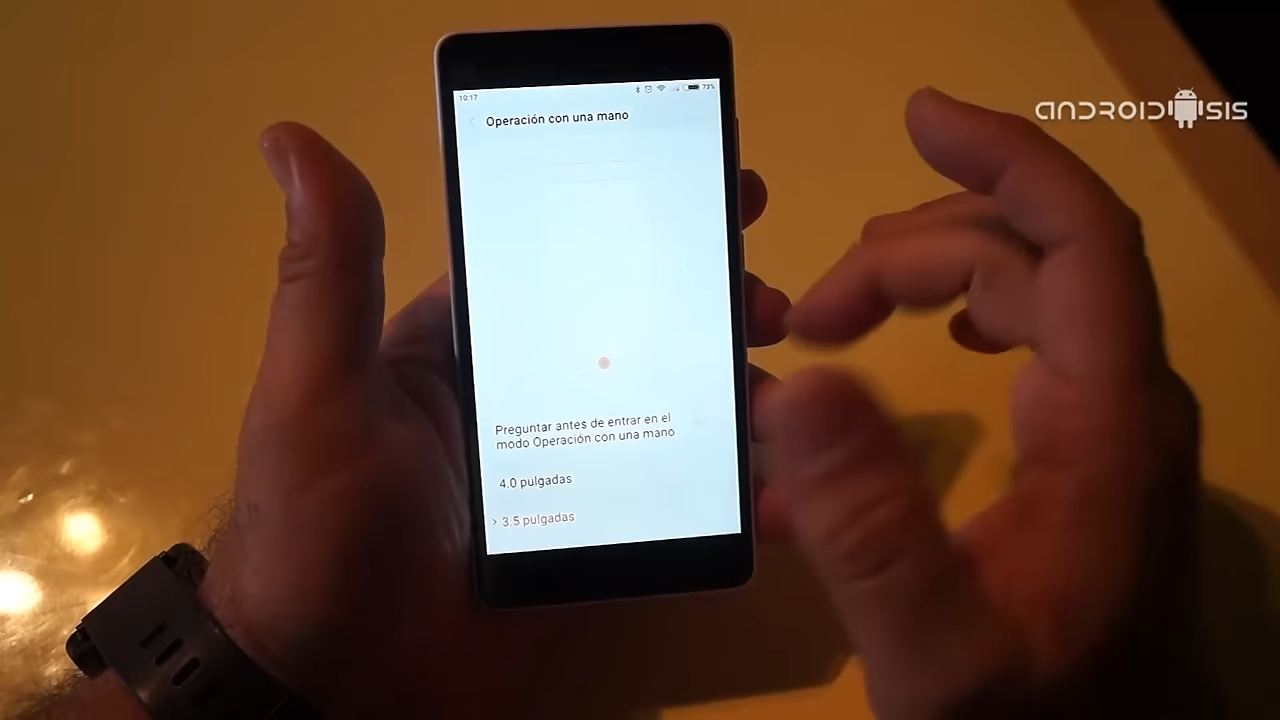 ANDROIDSIS
10:17
73%
Operación con una mano
Preguntar antes de entrar en el
modo Operación con una mano
4.0 pulgadas
3.5 pulgadas